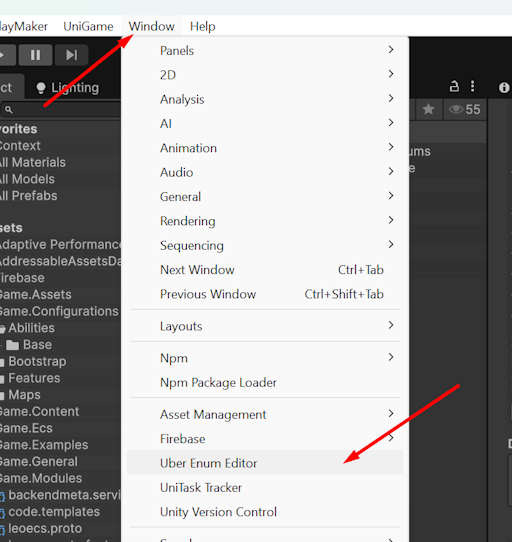 layMaker UniGame Window Help
ct Lighting
55
Panels
2D
Analysis
AI
Animation
Audio
General
Rendering
Sequencing
Next Window Ctrl+Tab
Previous Window Ctrl+Shift+Tab
Layouts
Npm
Npm Package Loader
Asset Management
Firebase
Uber Enum Editor
UniTask Tracker
Unity Version Control
vorites
Context
All Materials
All Models
All Prefabs
sets
Adaptive Performance
AddressableAssetsDa
Firebase
Game.Assets
Game.Configurations
Abilities
Base
Bootstrap
Features
Maps
Game.Content
Game.Ecs
Game.Examples
Game.General
Game.Modules
backendmeta.servi
code.templates
leoecs.proto
ums
e